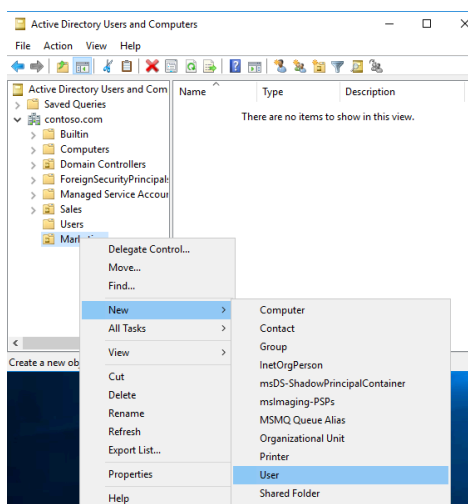 Active Directory Users and Computers
File Action View Help
Active Directory Users and Com
Saved Queries
contoso.com
Builtin
Computers
Domain Controllers
ForeignSecurityPrincipals
Managed Service Accour
Sales
Users
Name Type Description
There are no items to show in this view.
Delegate Control...
Move...
Find...
New
All Tasks
View
Cut
Delete
Rename
Refresh
Export List...
Properties
Help
Computer
Contact
Group
InetOrgPerson
msDS-ShadowPrincipalContainer
msImaging-PSPs
MSMQ Queue Alias
Organizational Unit
Printer
User
Shared Folder
Create a new ob